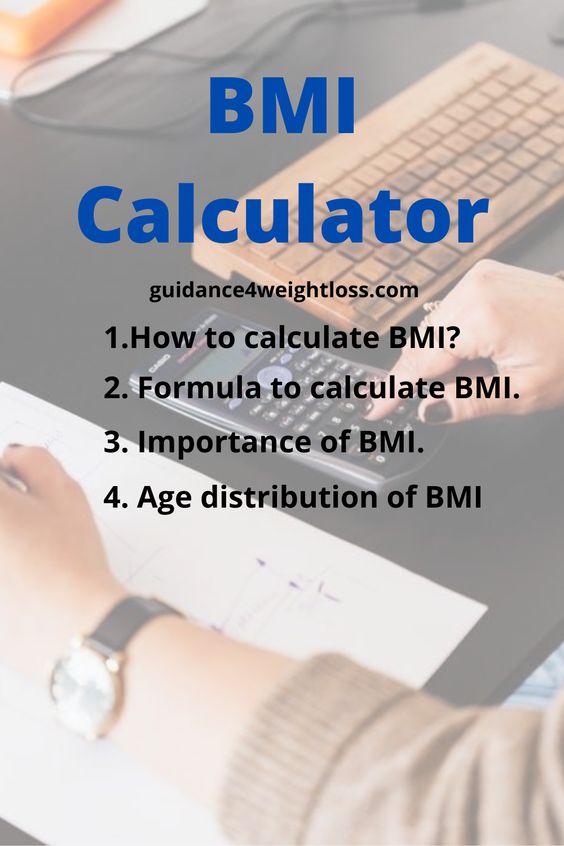 BMI
Calculator
guidance4weightloss.com
1.How to calculate BMI?
2. Formula to calculate BMI.
3. Importance of BMI.
4. Age distribution of BMI
CASIO